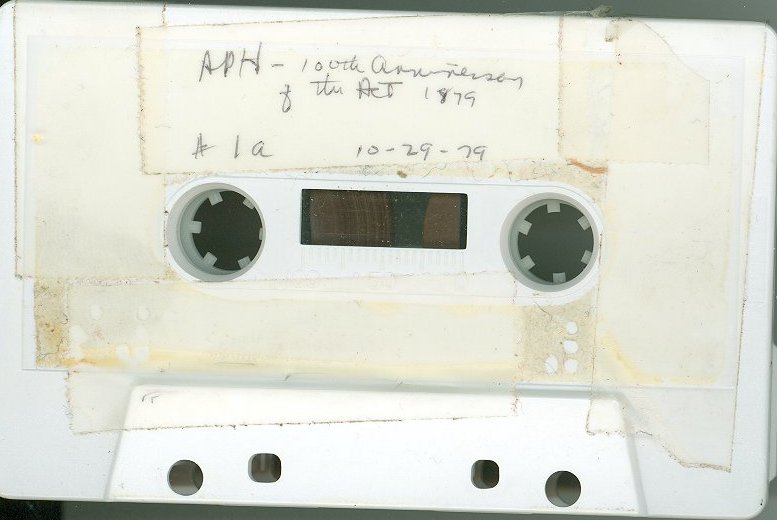 APH - 100th Anniversary
of the Act 1879
# 1a 10-29-79